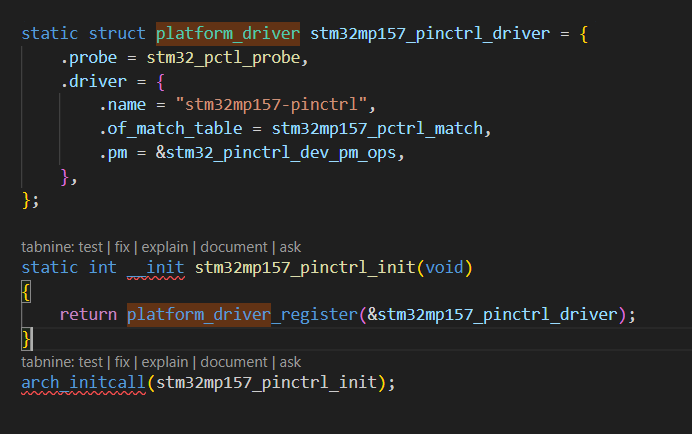 static struct platform_driver stm32mp157_pinctrl_driver = {
.probe = stm32_pctl_probe,
.driver = {
.name = "stm32mp157-pinctrl",
.of_match_table = stm32mp157_pctrl_match,
.pm = &stm32_pinctrl_dev_pm_ops,
},
};
tabnine: test | fix | explain | document | ask
static int __init stm32mp157_pinctrl_init(void)
{
return platform_driver_register(&stm32mp157_pinctrl_driver);
}
tabnine: test | fix | explain | document | ask
arch_initcall(stm32mp157_pinctrl_init);